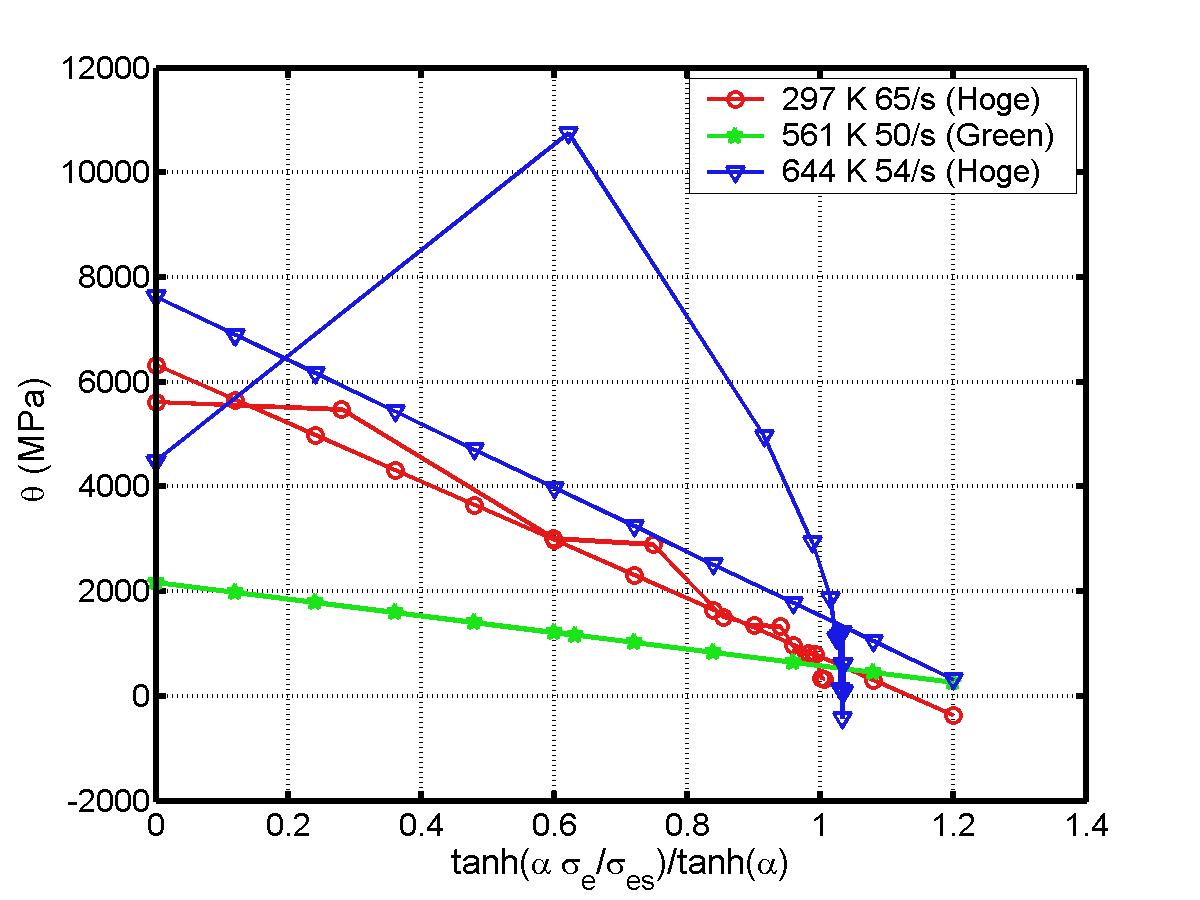 12000
10000
8000
6000
4000
2000
0
-2000
θ (MPa)
297 K 65/s (Hoge)
561 K 50/s (Green)
644 K 54/s (Hoge)
0 0.2 0.4 0.6 0.8 1 1.2 1.4
tanh(α σe/σes)/tanh(α)